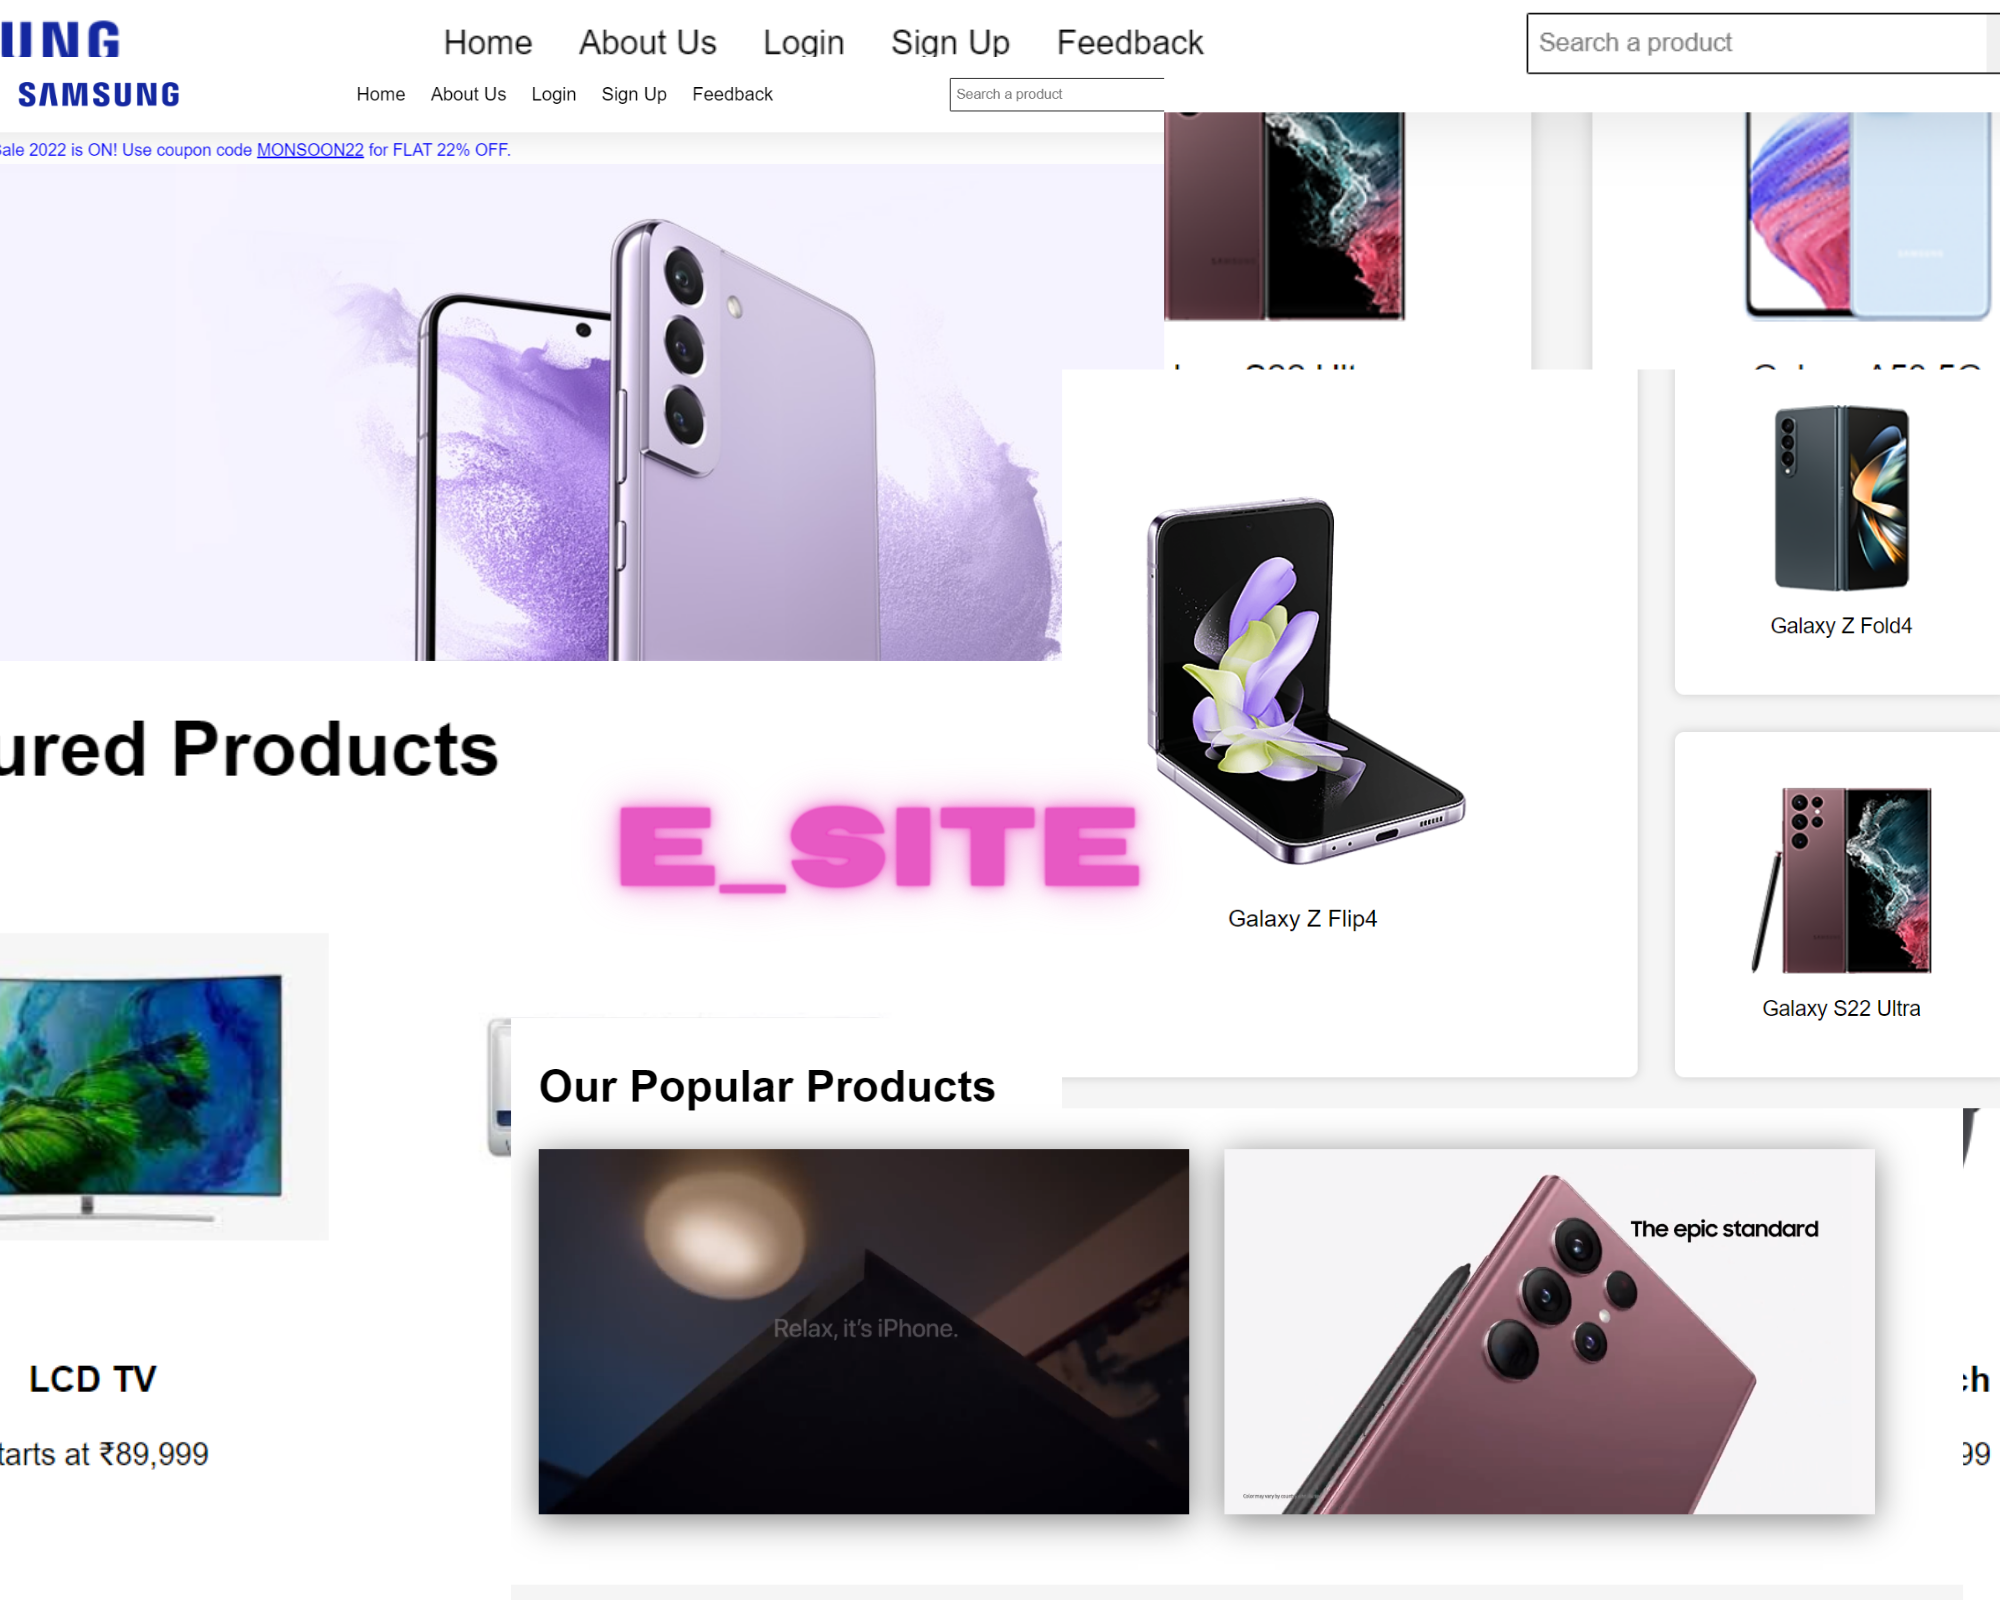 UNG
Home About Us Login Sign Up Feedback
Search a product
SAMSUNG
Home About Us Login Sign Up Feedback
Search a product
ale 2022 is ON! Use coupon code MONSOON22 for FLAT 22% OFF.
SAMSUNG
SAMSUNG
Galaxy Z Fold4
ured Products
E_SITE
Galaxy Z Flip4
Galaxy S22 Ultra
Our Popular Products
The epic standard
Relax, it's iPhone.
LCD TV
ch
tarts at ₹89,999
99